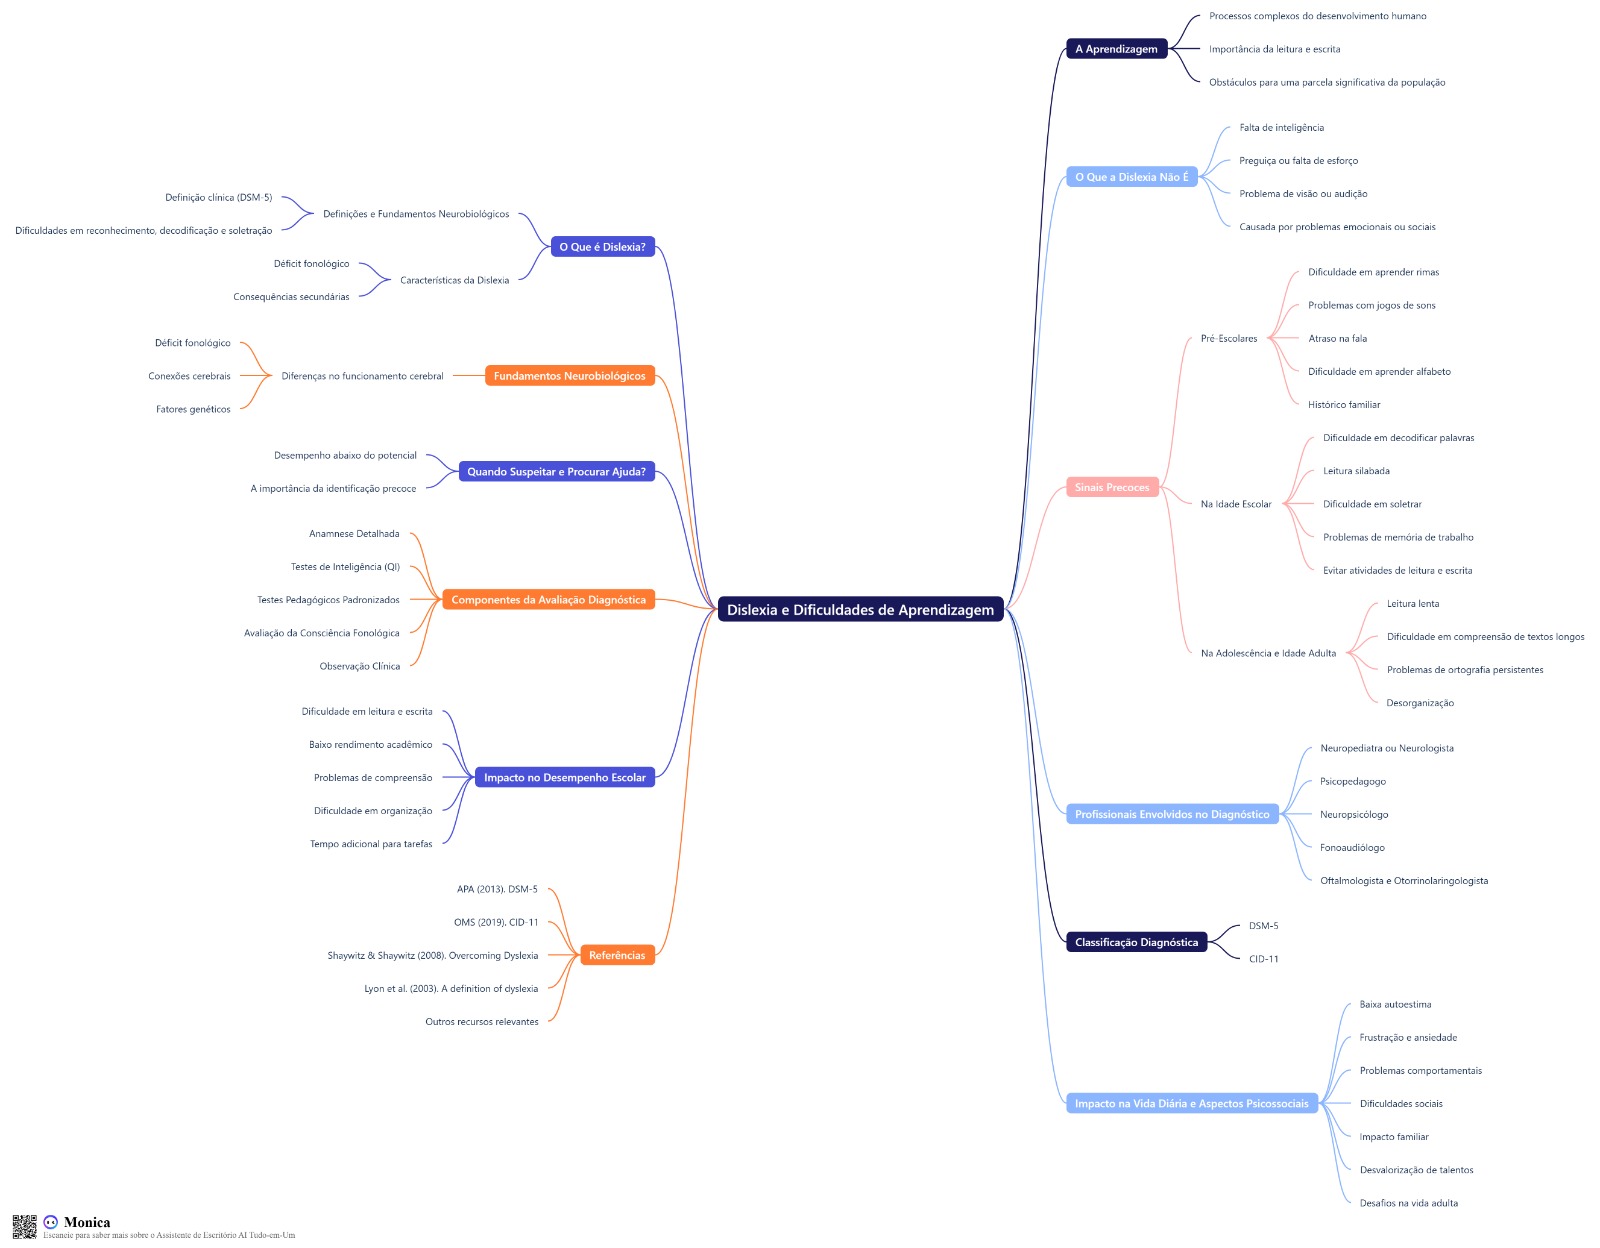 Dislexia e Dificuldades de Aprendizagem
A Aprendizagem
Processos complexos do desenvolvimento humano
Importância da leitura e escrita
Obstáculos para uma parcela significativa da população
O Que a Dislexia Não É
Falta de inteligência
Preguiça ou falta de esforço
Problema de visão ou audição
Causada por problemas emocionais ou sociais
Sinais Precoces
Pré-Escolares
Dificuldade em aprender rimas
Problemas com jogos de sons
Atraso na fala
Dificuldade em aprender alfabeto
Histórico familiar
Na Idade Escolar
Dificuldade em decodificar palavras
Leitura silabada
Dificuldade em soletrar
Problemas de memória de trabalho
Evitar atividades de leitura e escrita
Na Adolescência e Idade Adulta
Leitura lenta
Dificuldade em compreensão de textos longos
Problemas de ortografia persistentes
Desorganização
Profissionais Envolvidos no Diagnóstico
Neuropediatra ou Neurologista
Psicopedagogo
Neuropsicólogo
Fonoaudiólogo
Oftalmologista e Otorrinolaringologista
Classificação Diagnóstica
DSM-5
CID-11
Impacto na Vida Diária e Aspectos Psicossociais
Baixa autoestima
Frustração e ansiedade
Problemas comportamentais
Dificuldades sociais
Impacto familiar
Desvalorização de talentos
Desafios na vida adulta
O Que é Dislexia?
Definições e Fundamentos Neurobiológicos
Definição clínica (DSM-5)
Dificuldades em reconhecimento, decodificação e soletração
Características da Dislexia
Déficit fonológico
Consequências secundárias
Fundamentos Neurobiológicos
Diferenças no funcionamento cerebral
Déficit fonológico
Conexões cerebrais
Fatores genéticos
Quando Suspeitar e Procurar Ajuda?
Desempenho abaixo do potencial
A importância da identificação precoce
Componentes da Avaliação Diagnóstica
Anamnese Detalhada
Testes de Inteligência (QI)
Testes Pedagógicos Padronizados
Avaliação da Consciência Fonológica
Observação Clínica
Impacto no Desempenho Escolar
Dificuldade em leitura e escrita
Baixo rendimento acadêmico
Problemas de compreensão
Dificuldade em organização
Tempo adicional para tarefas
Referências
APA (2013). DSM-5
OMS (2019). CID-11
Shaywitz & Shaywitz (2008). Overcoming Dyslexia
Lyon et al. (2003). A definition of dyslexia
Outros recursos relevantes
Monica
Escaneie para saber mais sobre o Assistente de Escritório AI Tudo-em-Um